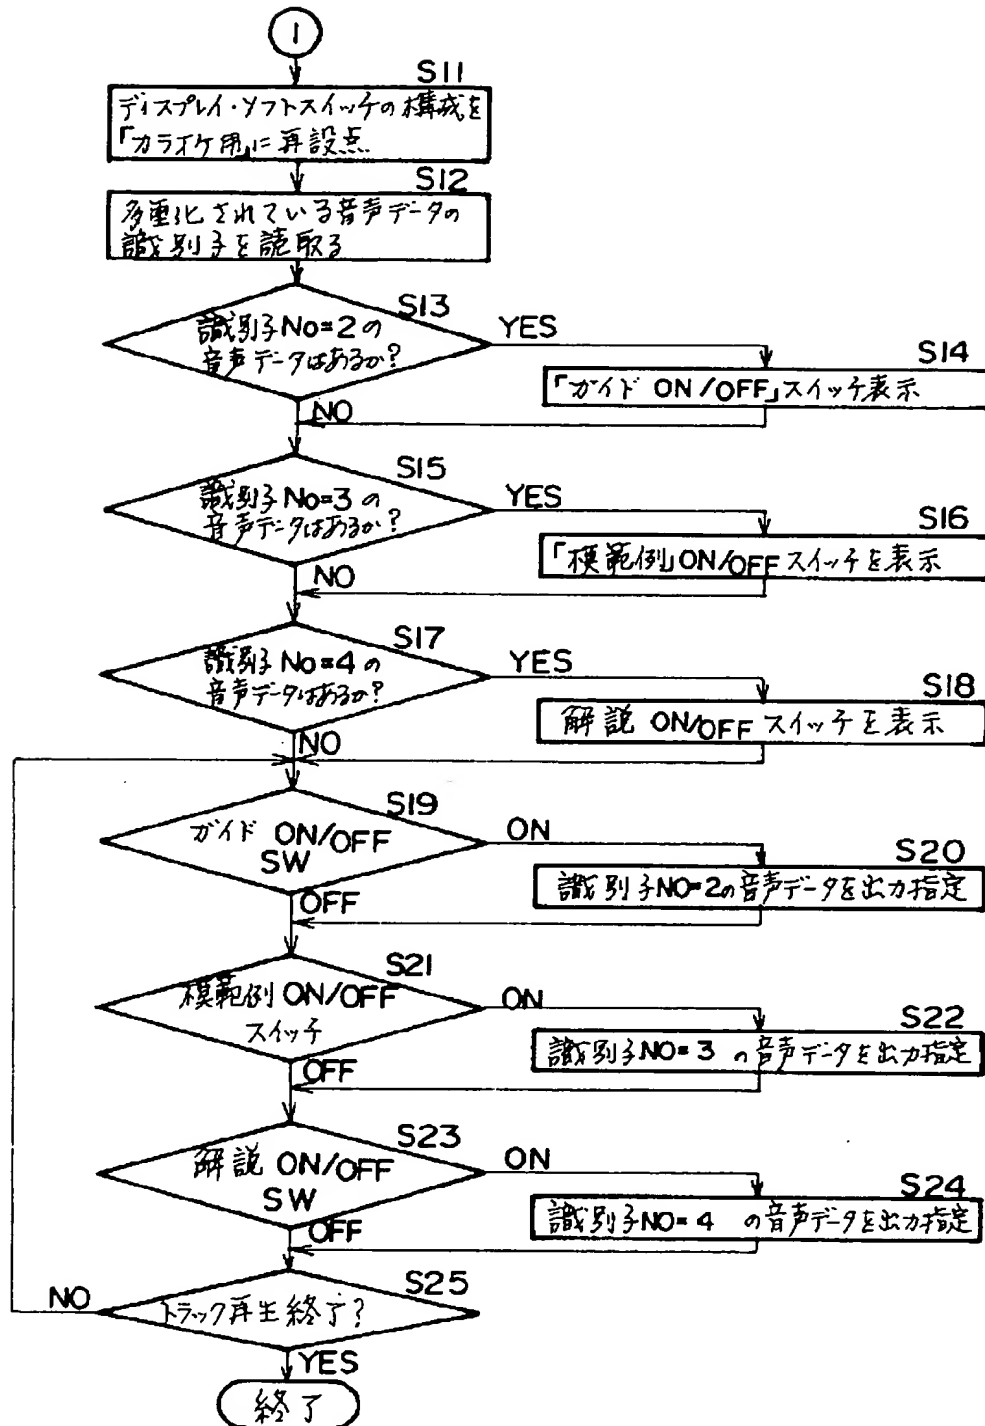 1
S11
ディスプレイ・ソフトスイッチの構成を
「カラオケ用」に再設点
S12
多重化されている音声データの
識別子を読取る
S13
識別子No=2の
音声データはあるか?
YES
S14
「ガイド ON/OFF」スイッチ表示
NO
S15
識別子No=3の
音声データはあるか?
YES
S16
「模範例」ON/OFFスイッチを表示
NO
S17
識別子No=4の
音声データはあるか?
YES
S18
解説 ON/OFF スイッチを表示
NO
S19
ガイド ON/OFF
SW
ON
S20
識別子NO=2の音声データを出力指定
OFF
S21
模範例 ON/OFF
スイッチ
ON
S22
識別子NO=3 の音声データを出力指定
OFF
S23
解説 ON/OFF
SW
ON
S24
識別子NO=4 の音声データを出力指定
OFF
S25
トラック再生終了?
NO
YES
終了